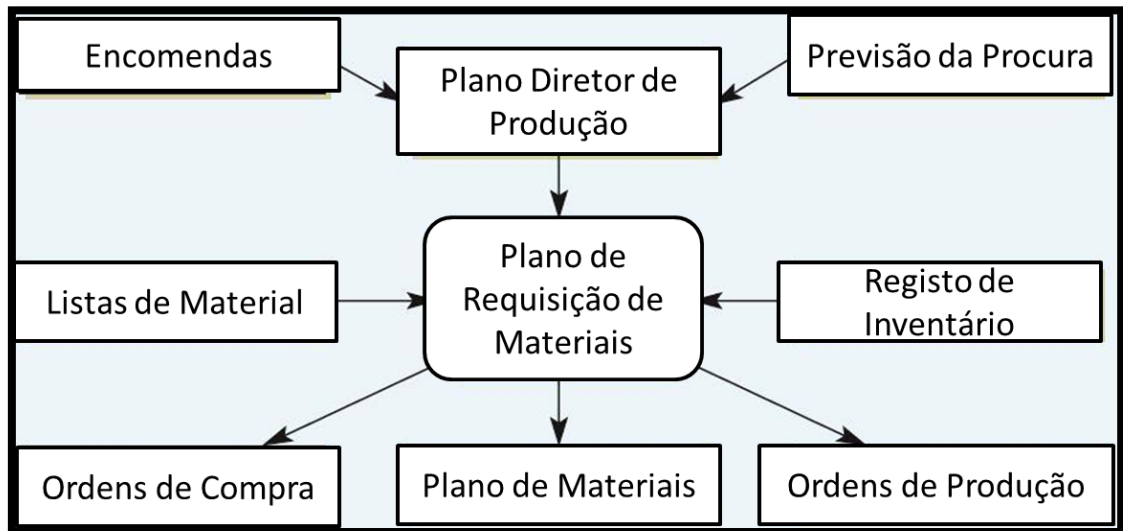 Encomendas
Plano Diretor de
Produção
Previsão da Procura
Listas de Material
Plano de
Requisição de
Materiais
Registo de
Inventário
Ordens de Compra
Plano de Materiais
Ordens de Produção